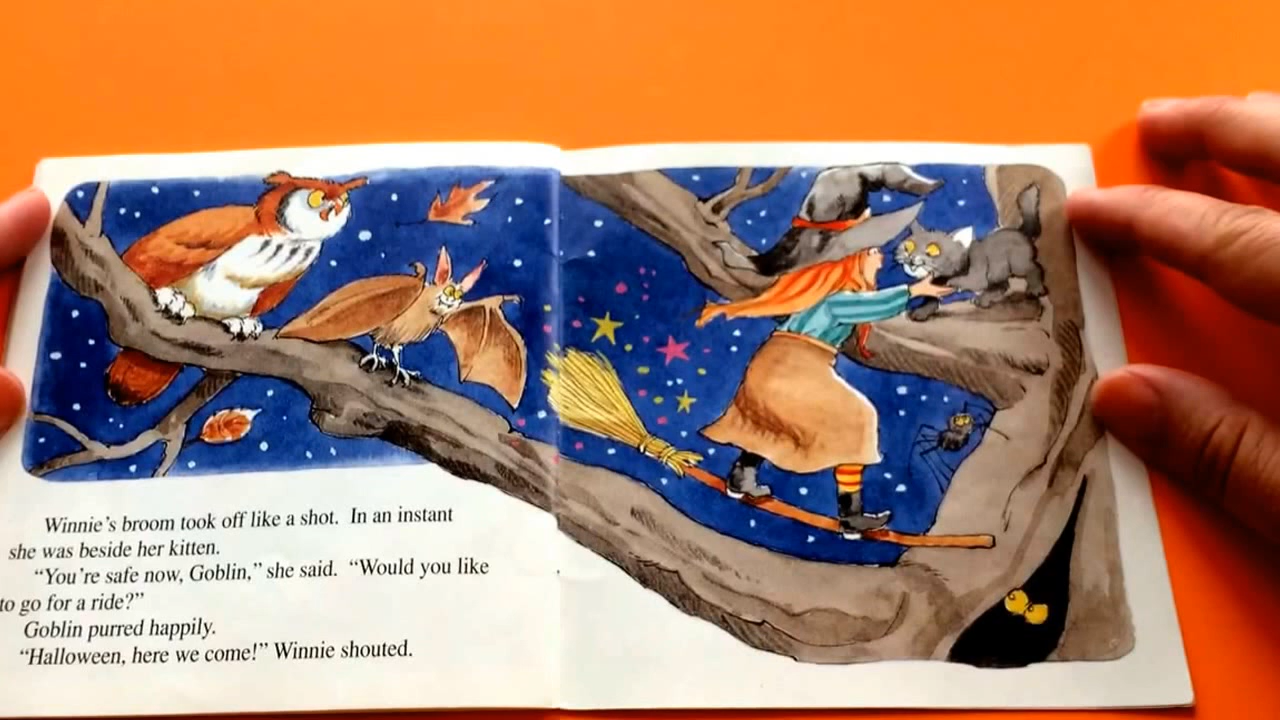 Winnie's broom took off like a shot. In an instant
she was beside her kitten.
"You're safe now, Goblin," she said. "Would you like
to go for a ride?"
Goblin purred happily.
"Halloween, here we come!" Winnie shouted.